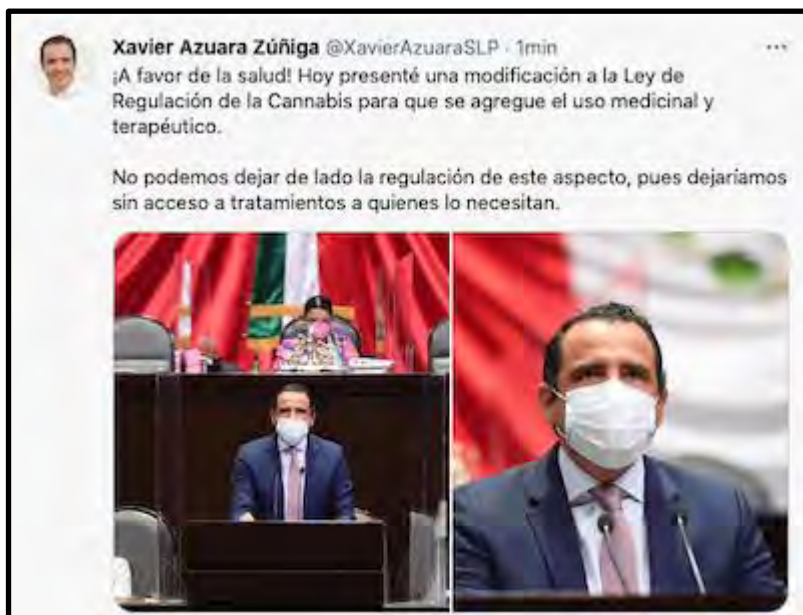 Xavier Azuara Zúñiga @XavierAzuaraSLP · 1min
¡A favor de la salud! Hoy presenté una modificación a la Ley de
Regulación de la Cannabis para que se agregue el uso medicinal y
terapéutico.
No podemos dejar de lado la regulación de este aspecto, pues dejaríamos
sin acceso a tratamientos a quienes lo necesitan.